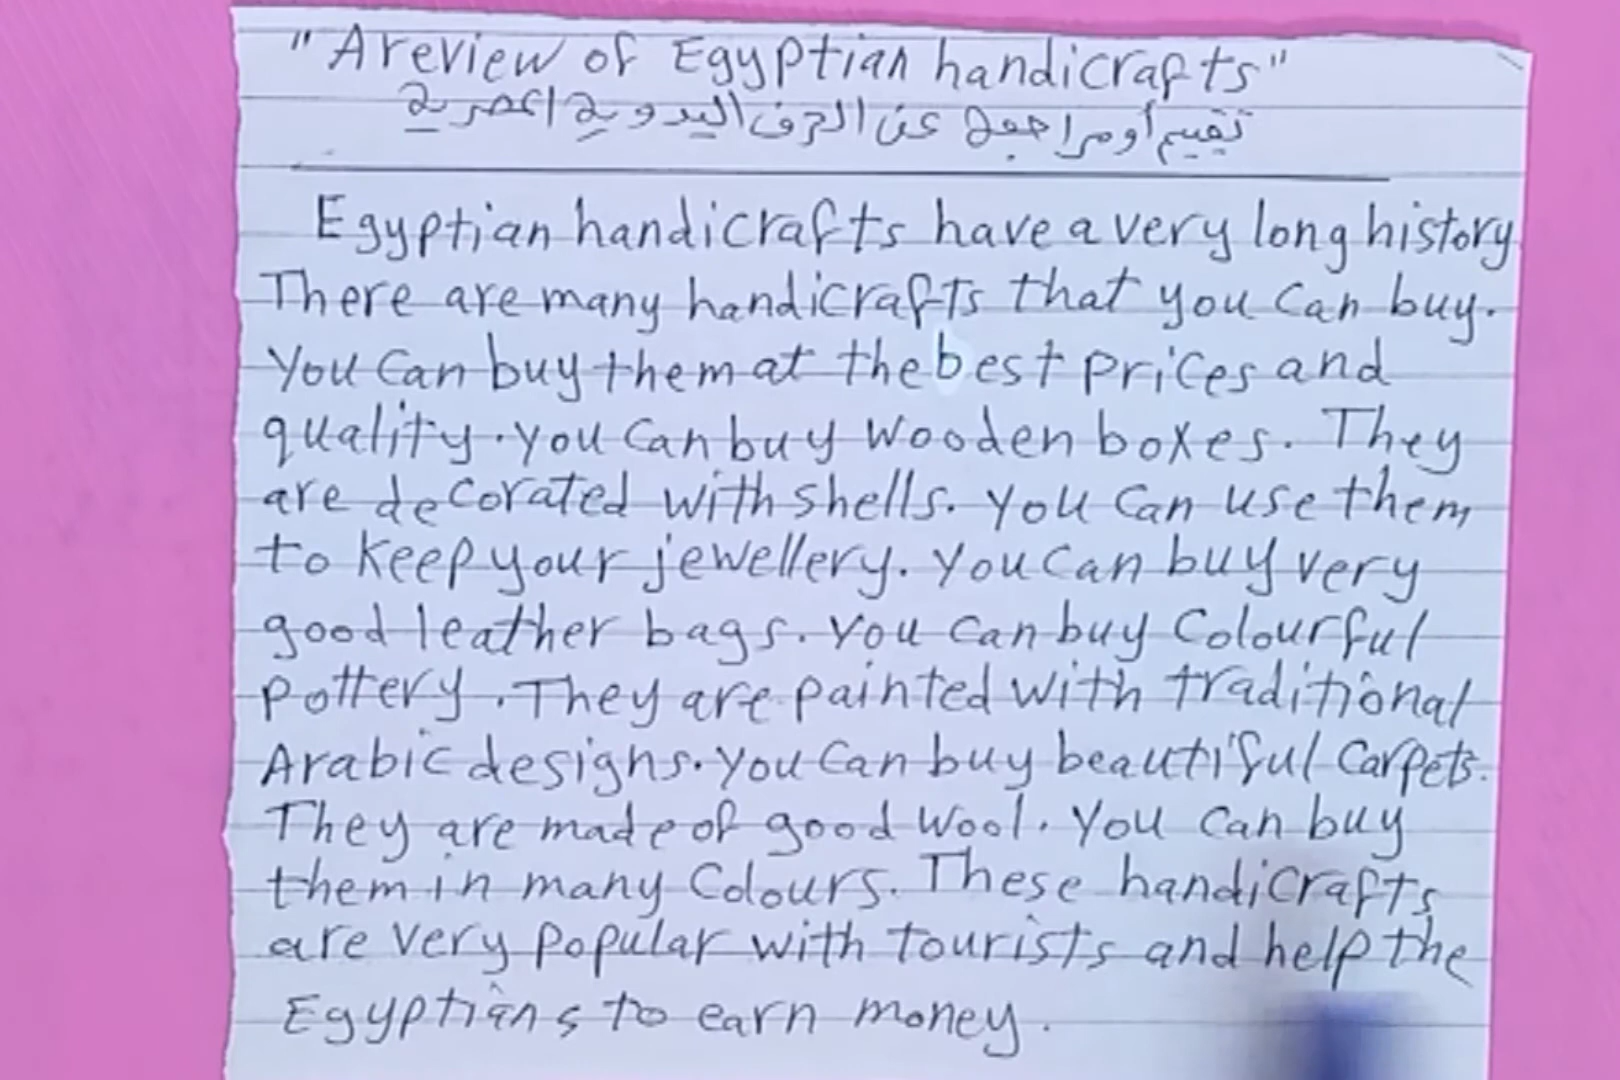 "A review of Egyptian handicrafts"
تقييم أو مراجعة عن الحرف اليدوية المصرية
Egyptian handicrafts have a very long history.
There are many handicrafts that you can buy.
You can buy them at the best prices and
quality. You can buy wooden boxes. They
are decorated with shells. You can use them
to keep your jewellery. You can buy very
good leather bags. You can buy colourful
pottery. They are painted with traditional
Arabic designs. You can buy beautiful carpets.
They are made of good wool. You can buy
them in many colours. These handicrafts
are very popular with tourists and help the
Egyptians to earn money.